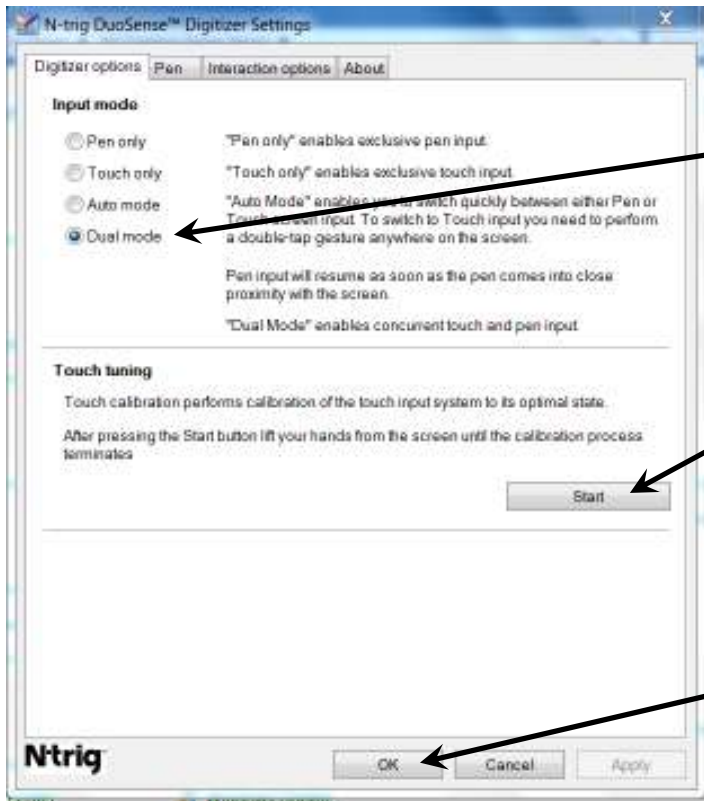 N-trig DuoSense™ Digitizer Settings
X
Digitizer options Pen Interaction options About
Input mode
Pen only
"Pen only" enables exclusive pen input.
Touch only
"Touch only" enables exclusive touch input.
Auto mode
"Auto Mode" enables you to switch quickly between either Pen or
Touch screen input. To switch to Touch input you need to perform
Dual mode
a double-tap gesture anywhere on the screen.
Pen input will resume as soon as the pen comes into close
proximity with the screen.
"Dual Mode" enables concurrent touch and pen input
Touch tuning
Touch calibration performs calibration of the touch input system to its optimal state.
After pressing the Start button lift your hands from the screen until the calibration process
terminates
Start
N-trig
OK Cancel Apply